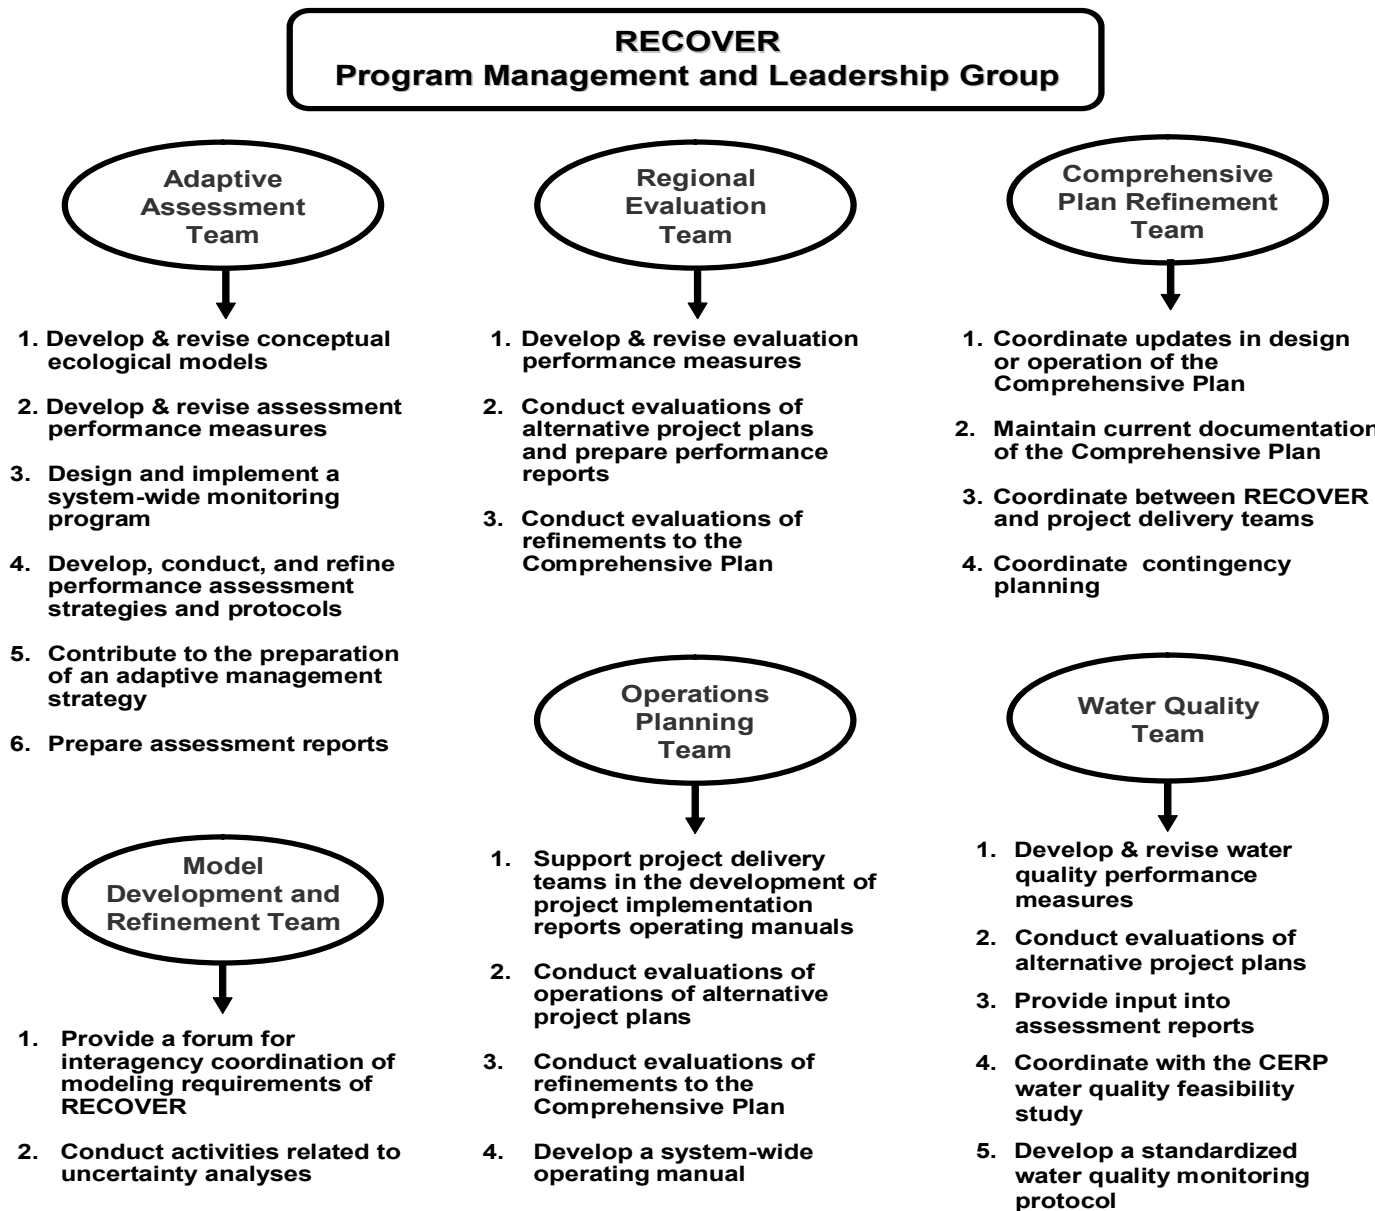 RECOVER
Program Management and Leadership Group
Adaptive
Assessment
Team
1. Develop & revise conceptual
ecological models
2. Develop & revise assessment
performance measures
3. Design and implement a
system-wide monitoring
program
4. Develop, conduct, and refine
performance assessment
strategies and protocols
5. Contribute to the preparation
of an adaptive management
strategy
6. Prepare assessment reports
Model
Development and
Refinement Team
1. Provide a forum for
interagency coordination of
modeling requirements of
RECOVER
2. Conduct activities related to
uncertainty analyses
Regional
Evaluation
Team
1. Develop & revise evaluation
performance measures
2. Conduct evaluations of
alternative project plans
and prepare performance
reports
3. Conduct evaluations of
refinements to the
Comprehensive Plan
Operations
Planning
Team
1. Support project delivery
teams in the development of
project implementation
reports operating manuals
2. Conduct evaluations of
operations of alternative
project plans
3. Conduct evaluations of
refinements to the
Comprehensive Plan
4. Develop a system-wide
operating manual
Comprehensive
Plan Refinement
Team
1. Coordinate updates in design
or operation of the
Comprehensive Plan
2. Maintain current documentation
of the Comprehensive Plan
3. Coordinate between RECOVER
and project delivery teams
4. Coordinate contingency
planning
Water Quality
Team
1. Develop & revise water
quality performance
measures
2. Conduct evaluations of
alternative project plans
3. Provide input into
assessment reports
4. Coordinate with the CERP
water quality feasibility
study
5. Develop a standardized
water quality monitoring
protocol